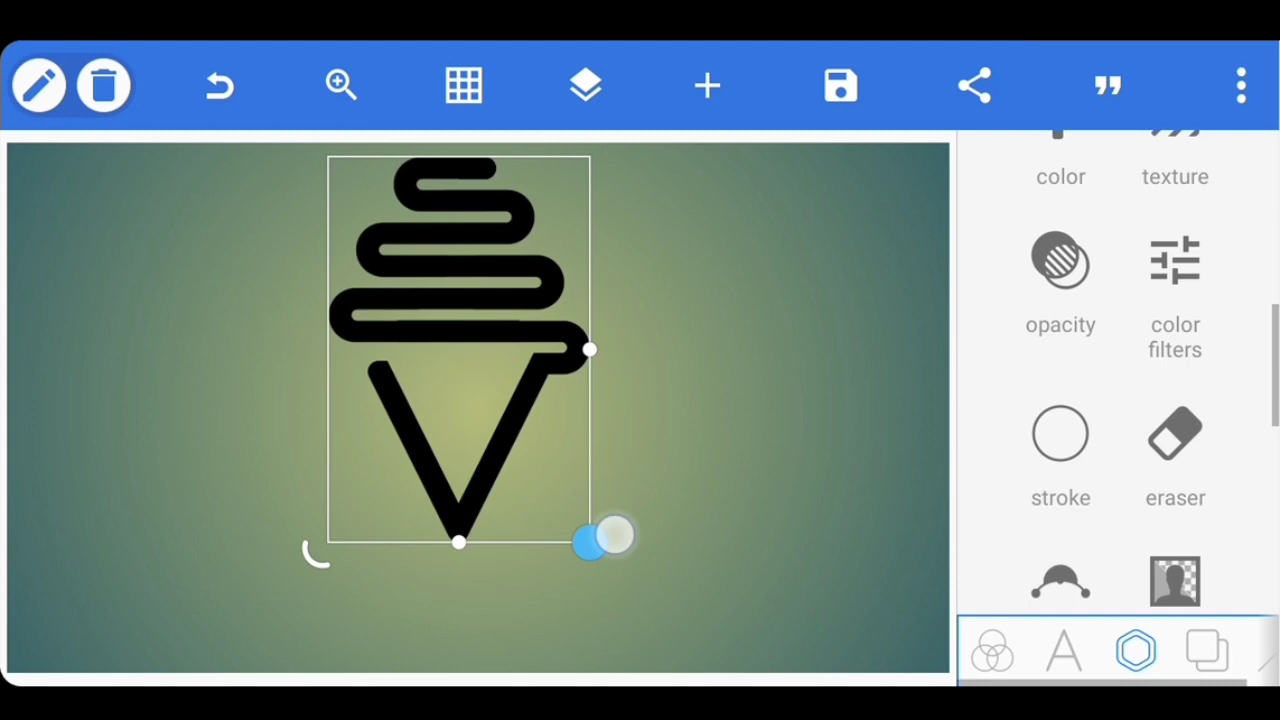 color
texture
opacity
color
filters
stroke
eraser